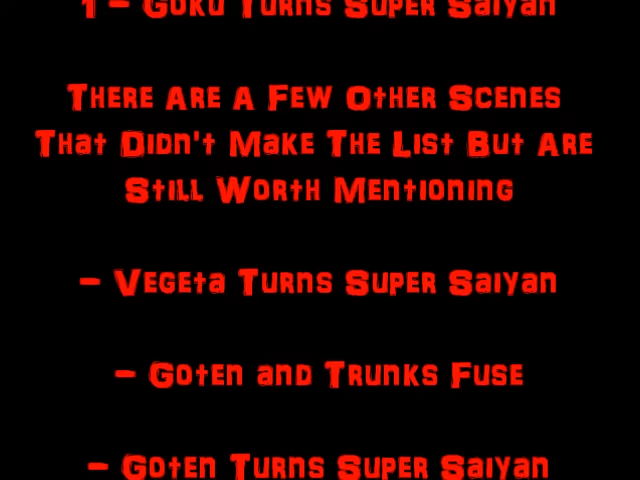 1 - Goku Turns Super Saiyan
There Are A Few Other Scenes
That Didn't Make The List But Are
Still Worth Mentioning
- Vegeta Turns Super Saiyan
- Goten and Trunks Fuse
- Goten Turns Super Saiyan